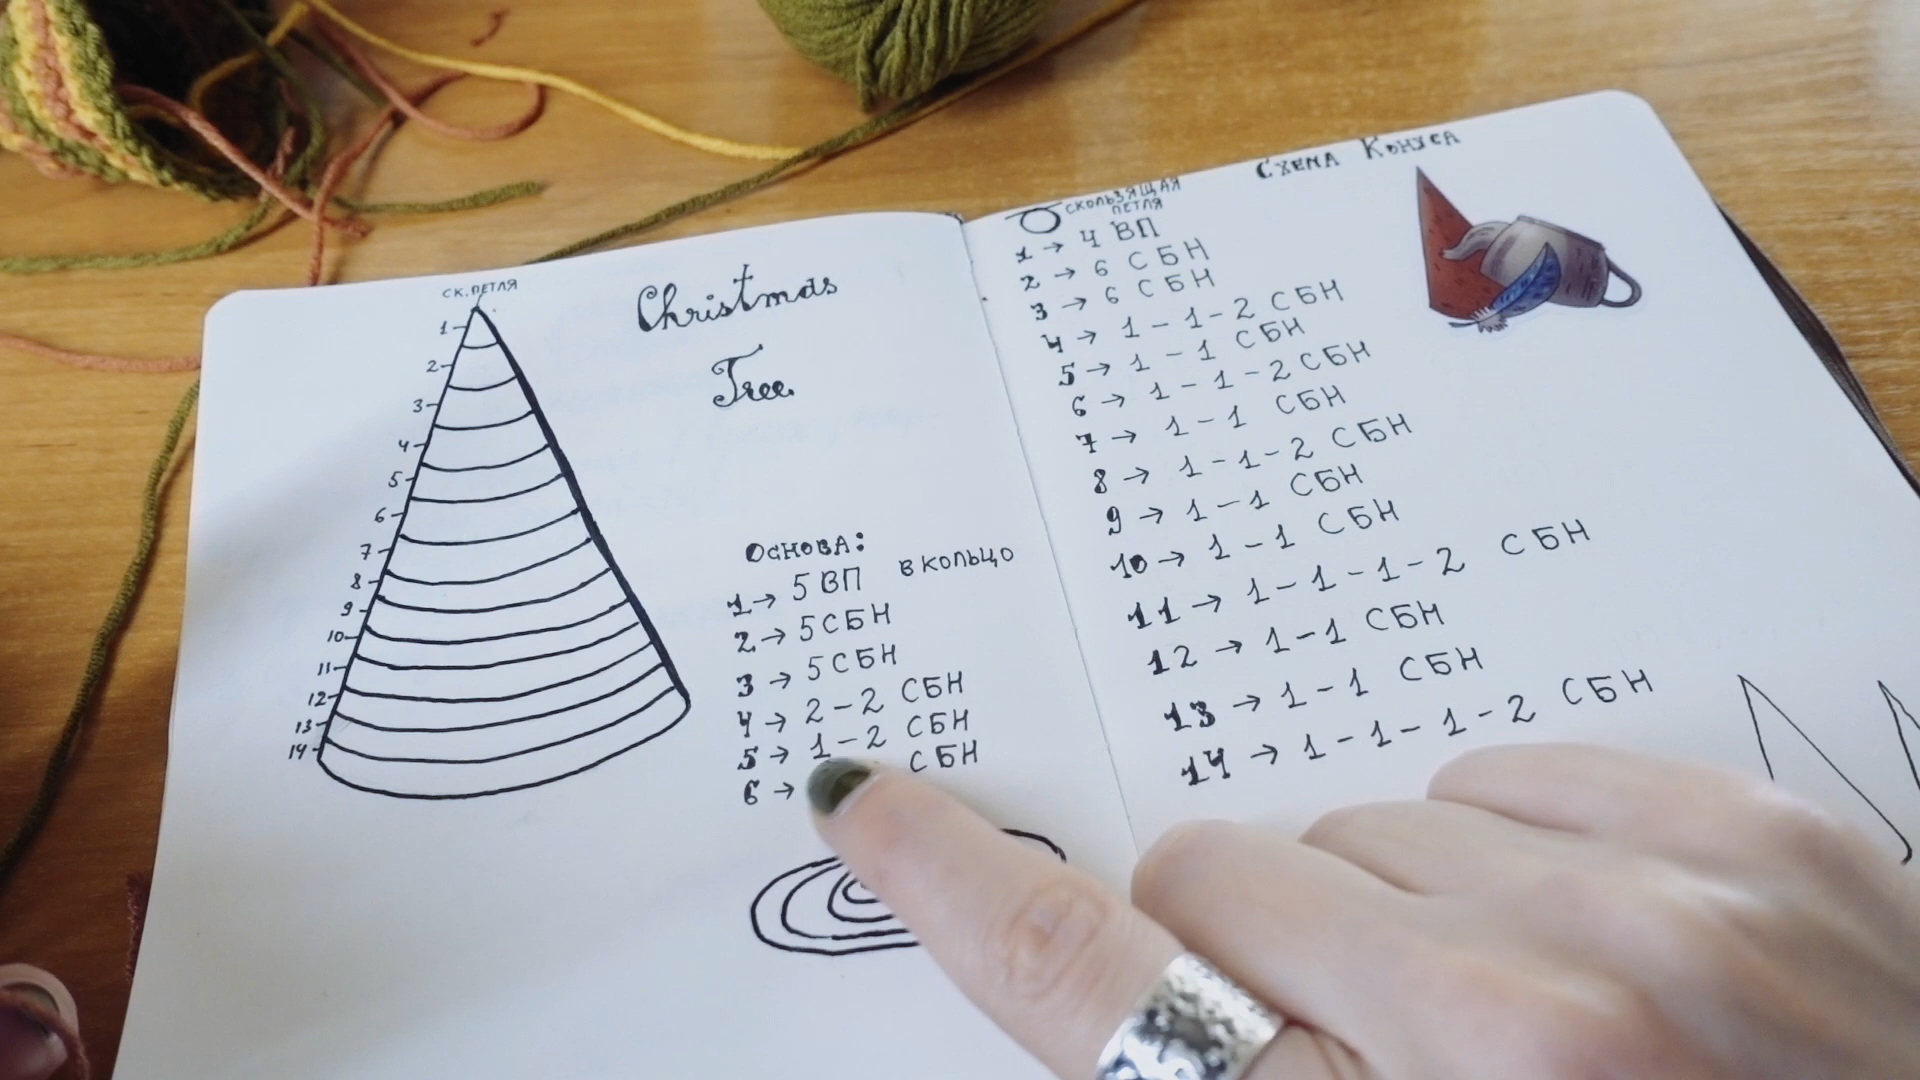 СК. ПЕТЛЯ
1
2
3
4
5
6
7
8
9
10
11
12
13
14
Christmas
Tree
Основа:
1 → 5 ВП в кольцо
2 → 5 СБН
3 → 5 СБН
4 → 2 - 2 СБН
5 → 1 - 2 СБН
6 → СБН
Схема Конуса
СКОЛЬЗЯЩАЯ
ПЕТЛЯ
1 → 4 ВП
2 → 6 СБН
3 → 6 СБН
4 → 1 - 1 - 2 СБН
5 → 1 - 1 СБН
6 → 1 - 1 - 2 СБН
7 → 1 - 1 СБН
8 → 1 - 1 - 2 СБН
9 → 1 - 1 СБН
10 → 1 - 1 СБН
11 → 1 - 1 - 1 - 2 СБН
12 → 1 - 1 СБН
13 → 1 - 1 СБН
14 → 1 - 1 - 1 - 2 СБН